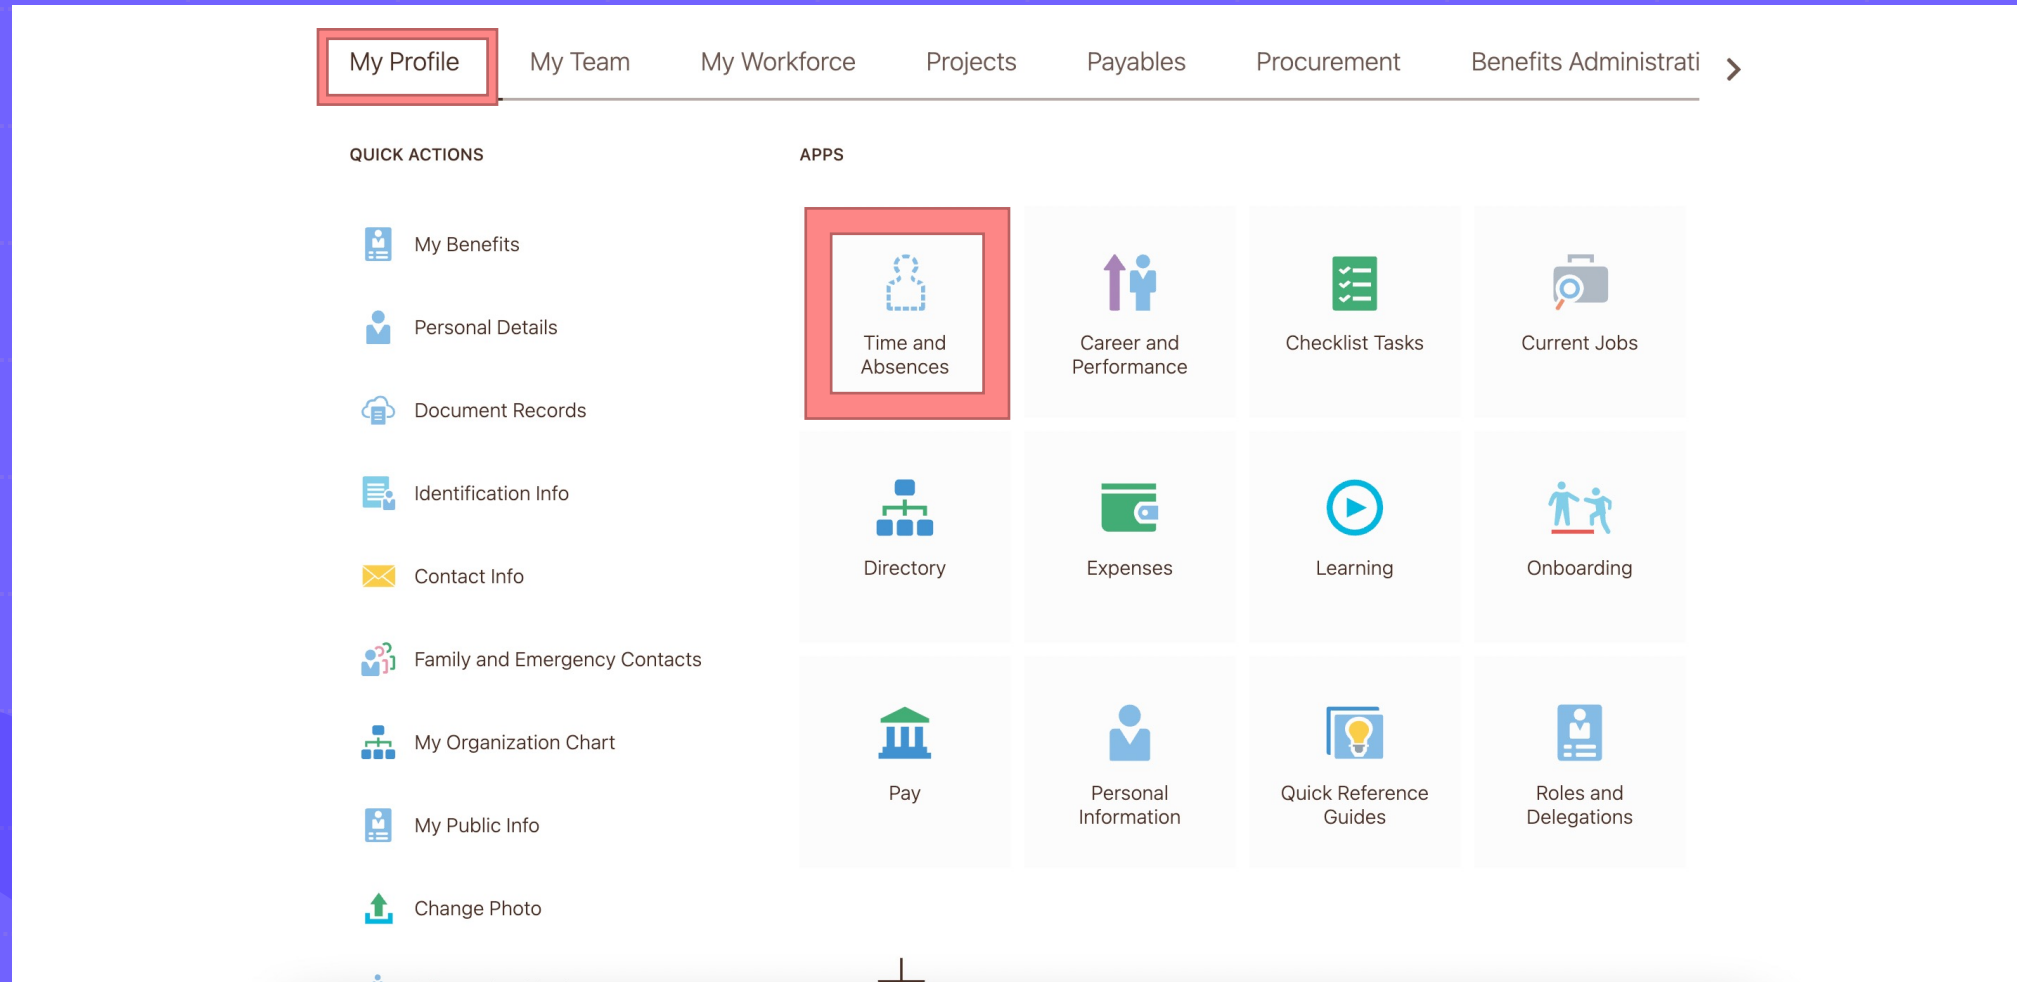 My Profile
My Team
My Workforce
Projects
Payables
Procurement
Benefits Administrati
QUICK ACTIONS
My Benefits
Personal Details
Document Records
Identification Info
Contact Info
Family and Emergency Contacts
My Organization Chart
My Public Info
Change Photo
APPS
Time and
Absences
Career and
Performance
Checklist Tasks
Current Jobs
Directory
Expenses
Learning
Onboarding
Pay
Personal
Information
Quick Reference
Guides
Roles and
Delegations